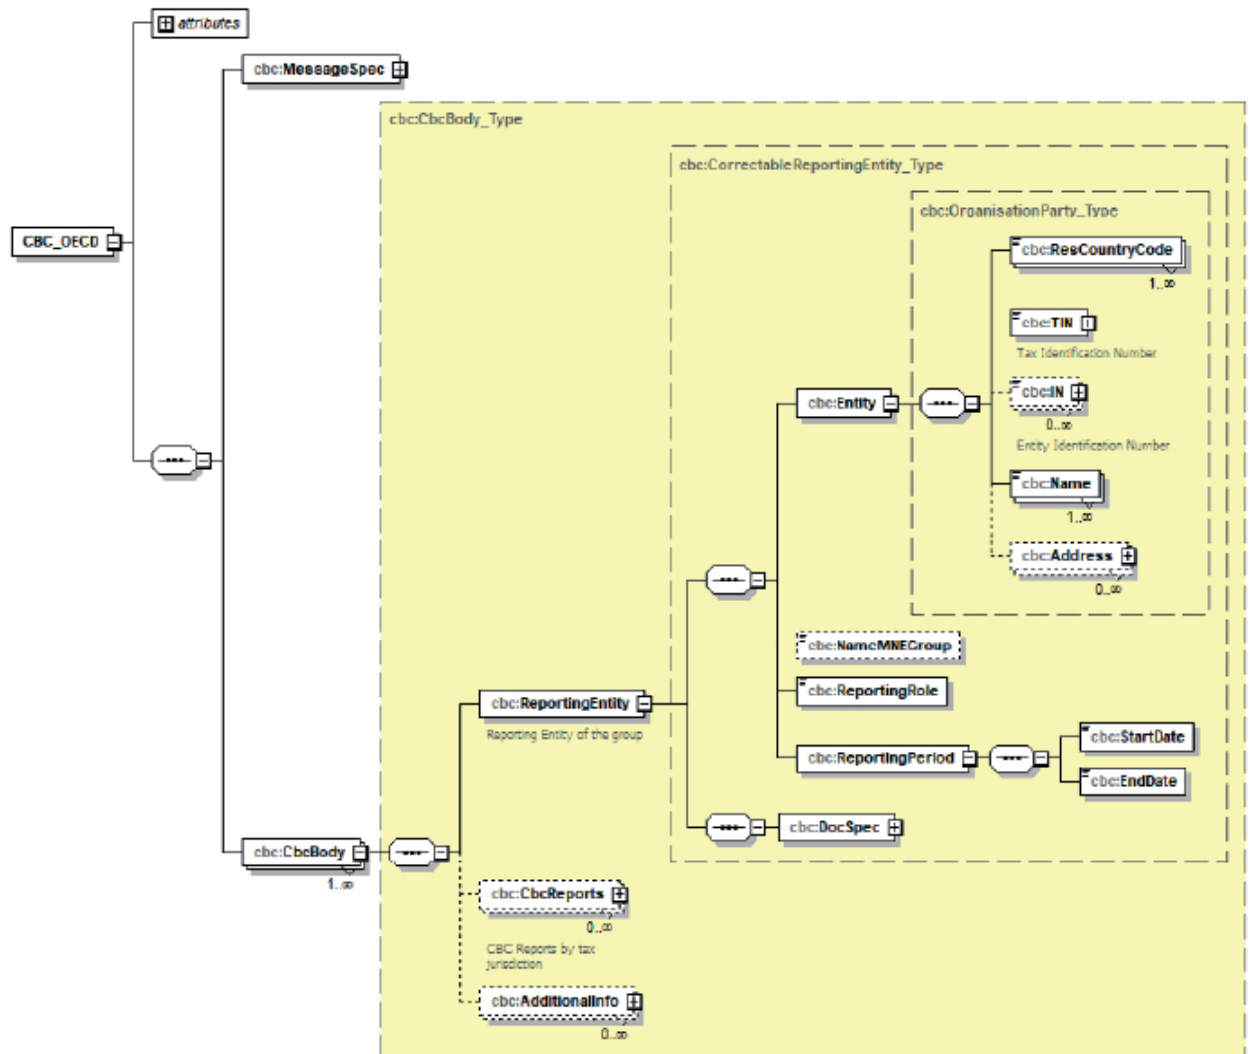 attributes
cbc:MessageSpec
cbc:CbcBody_Type
cbc:CorrectableReportingEntity_Type
cbc:OrganisationParty_Type
CBC_OECD
cbc:ResCountryCode
1..∞
cbc:TIN
Tax Identification Number
cbc:Entity
cbc:IN
0..∞
Entity Identification Number
cbc:Name
1..∞
cbc:Address
0..∞
cbc:NameMNEGroup
cbc:ReportingRole
cbc:ReportingEntity
Reporting Entity of the group
cbc:ReportingPeriod
cbc:StartDate
cbc:EndDate
cbc:DocSpec
cbc:CbcBody
1..∞
cbc:CbcReports
0..∞
CBC Reports by tax
jurisdiction
cbc:AdditionalInfo
0..∞